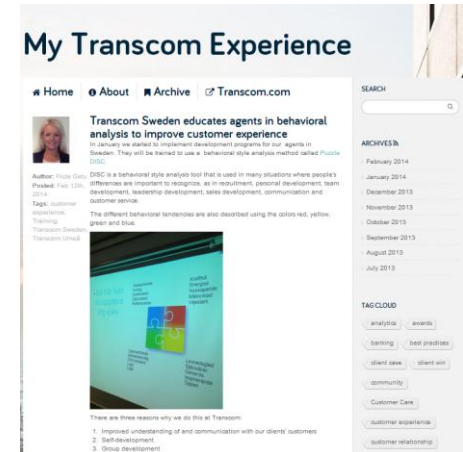 My Transcom Experience
Home
About
Archive
Transcom.com
Transcom Sweden educates agents in behavioral
analysis to improve customer experience
In January we started to implement development programs for our agents in
Sweden. They will be trained to use a behavioral style analysis method called Puzzle
DISC.
Author: Frida
Posted: Feb 12th,
2014
Tags: customer
experience,
Training,
Transcom Sweden,
Transcom Umeå
DISC is a behavioral style analysis tool that is used in many situations where people's
differences are important to recognize, as in recruitment, personal development, team
development, leadership development, sales development, communication and
customer service.
The different behavioral tendencies are also described using the colors red, yellow,
green and blue.
There are three reasons why we do this at Transcom:
1. Improved understanding of and communication with our clients' customers
2. Self-development
3. Group development
SEARCH
ARCHIVES
February 2014
January 2014
December 2013
November 2013
October 2013
September 2013
August 2013
July 2013
TAG CLOUD
analytics
awards
banking
best practices
client case
client win
community
Customer Care
customer experience
customer relationship